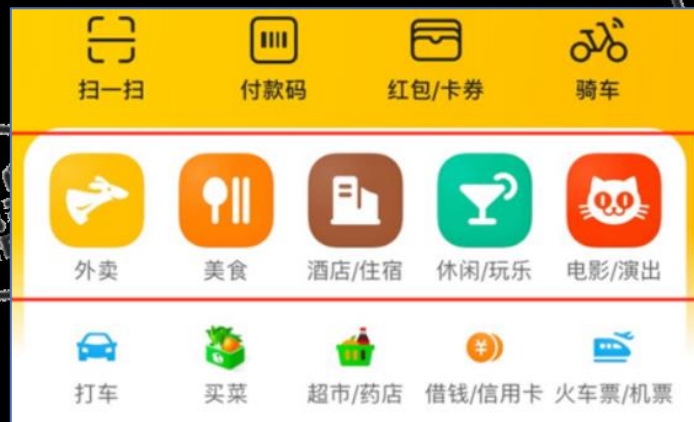 扫一扫 付款码 红包/卡券 骑车
外卖 美食 酒店/住宿 休闲/玩乐 电影/演出
打车 买菜 超市/药店 借钱/信用卡 火车票/机票